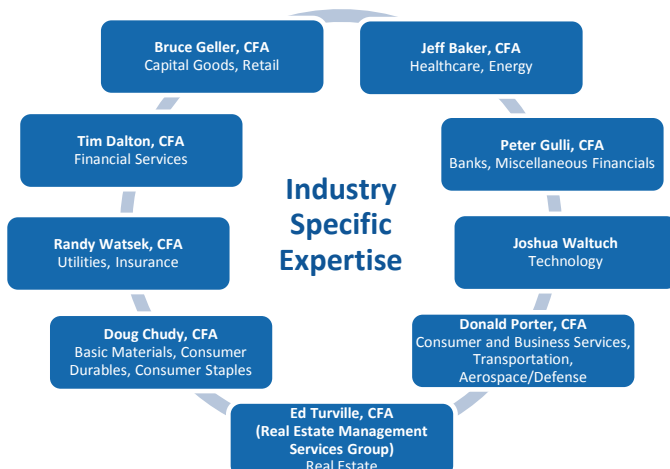 Bruce Geller, CFA
Capital Goods, Retail
Jeff Baker, CFA
Healthcare, Energy
Tim Dalton, CFA
Financial Services
Peter Gulli, CFA
Banks, Miscellaneous Financials
Industry
Specific
Expertise
Randy Watsek, CFA
Utilities, Insurance
Joshua Waltuch
Technology
Doug Chudy, CFA
Basic Materials, Consumer
Durables, Consumer Staples
Donald Porter, CFA
Consumer and Business Services,
Transportation,
Aerospace/Defense
Ed Turville, CFA
(Real Estate Management
Services Group)
Real Estate